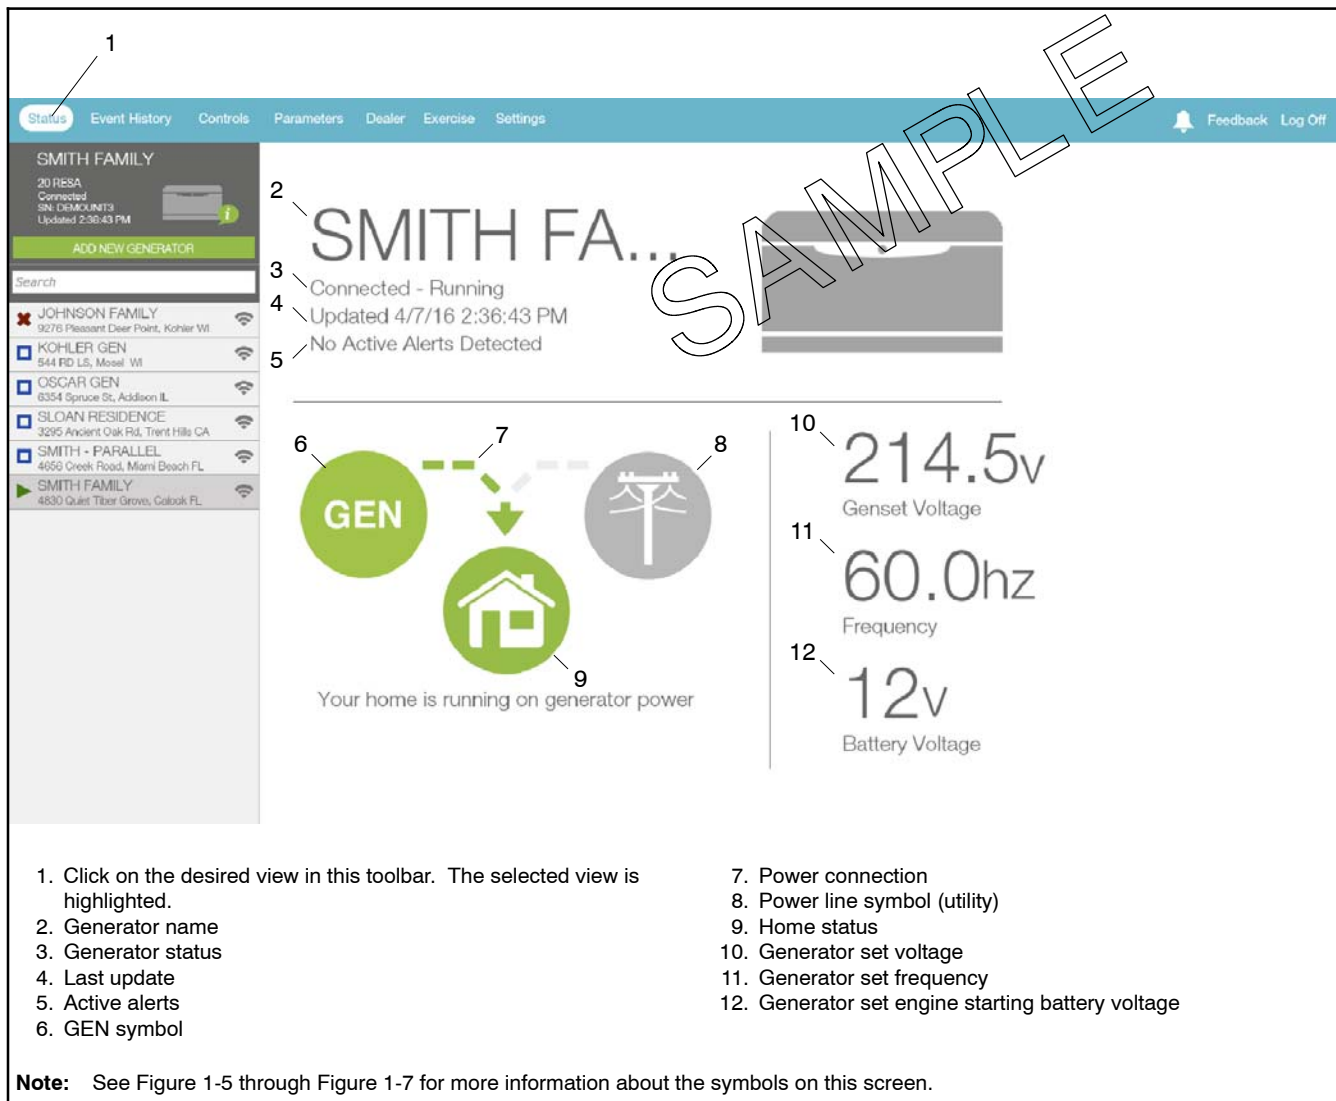 1
Status Event History Controls Parameters Dealer Exercise Settings Feedback Log Off
SMITH FAMILY
20 RESA
Connected
SN: DEMOUNIT3
Updated 2:36:43 PM
i
ADD NEW GENERATOR
Search
JOHNSON FAMILY
9276 Pleasant Deer Point, Kohler WI
KOHLER GEN
544 RD LS, Mosel WI
OSCAR GEN
6354 Spruce St, Addison IL
SLOAN RESIDENCE
3295 Ancient Oak Rd, Trent Hills CA
SMITH - PARALLEL
4656 Creek Road, Miami Beach FL
SMITH FAMILY
4830 Quiet Tiber Grove, FL
2
SMITH FA...
3
Connected - Running
4
Updated 4/7/16 2:36:43 PM
5
No Active Alerts Detected
SAMPLE
6
GEN
7
8
9
Your home is running on generator power
10
214.5v
Genset Voltage
11
60.0hz
Frequency
12
12v
Battery Voltage
1. Click on the desired view in this toolbar. The selected view is
highlighted.
2. Generator name
3. Generator status
4. Last update
5. Active alerts
6. GEN symbol
7. Power connection
8. Power line symbol (utility)
9. Home status
10. Generator set voltage
11. Generator set frequency
12. Generator set engine starting battery voltage
Note: See Figure 1-5 through Figure 1-7 for more information about the symbols on this screen.